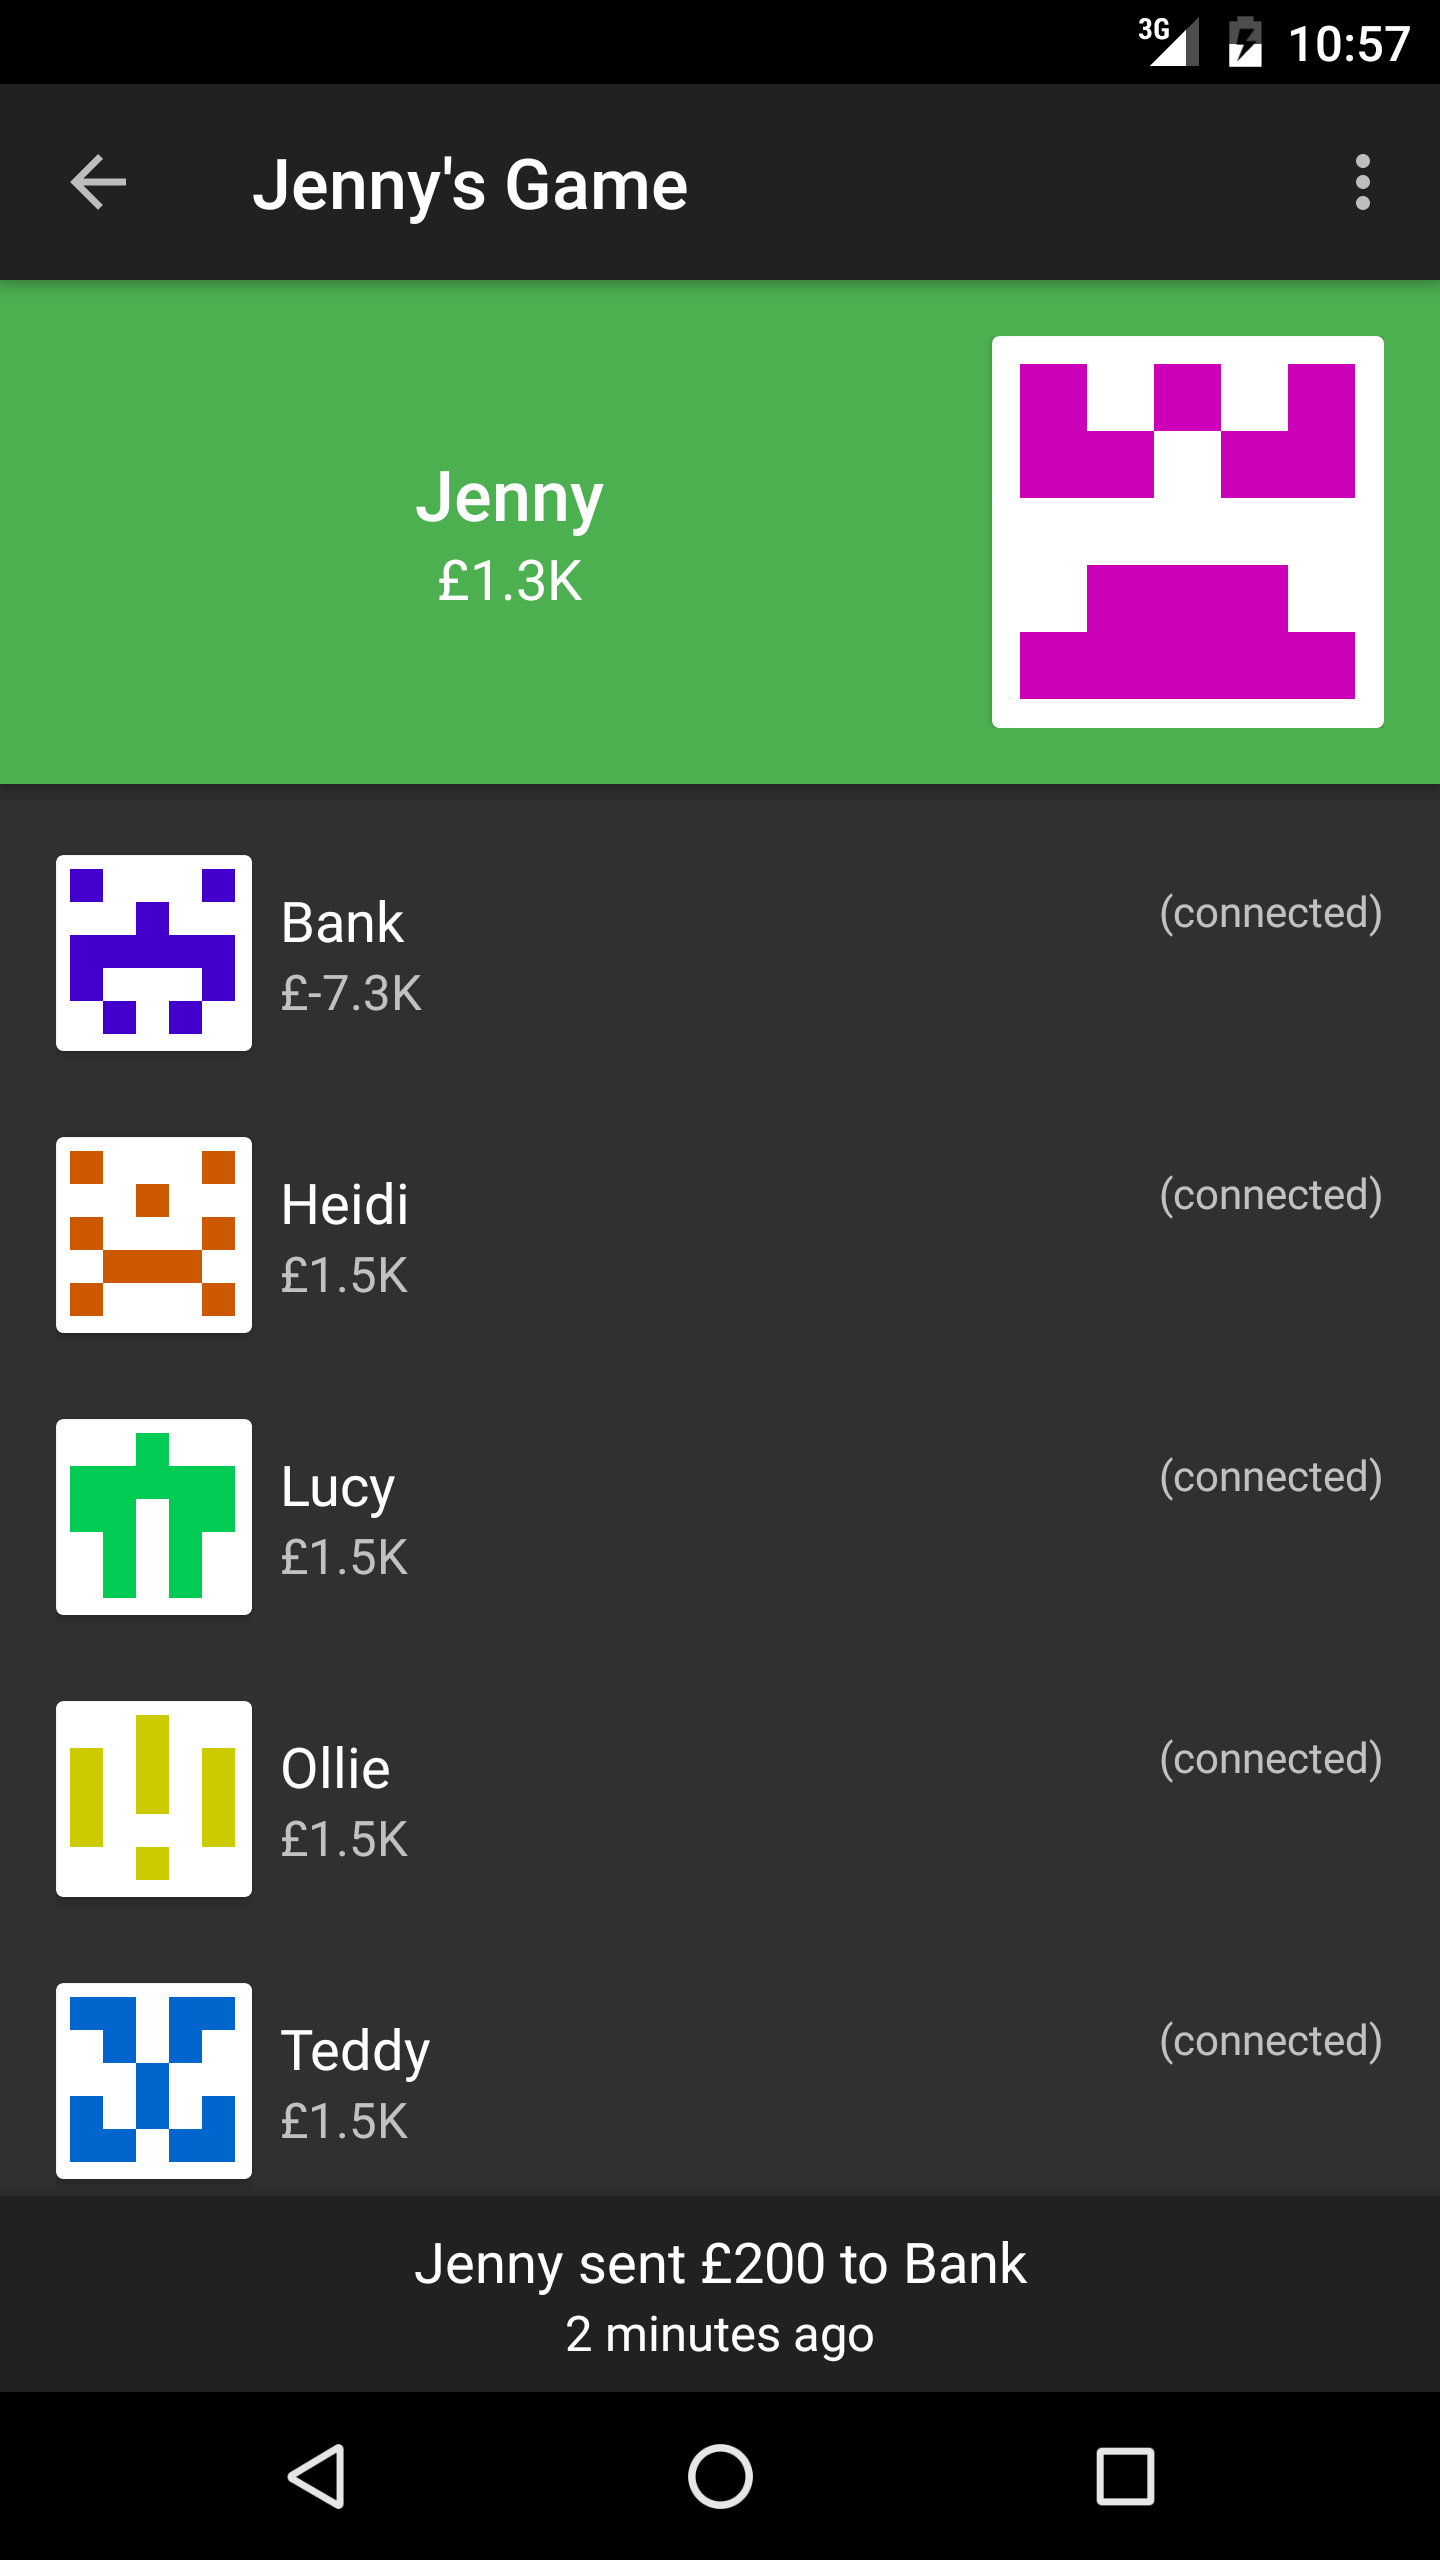 3G 10:57
Jenny's Game
Jenny
£1.3K
Bank
(connected)
£-7.3K
Heidi
(connected)
£1.5K
Lucy
(connected)
£1.5K
Ollie
(connected)
£1.5K
Teddy
(connected)
£1.5K
Jenny sent £200 to Bank
2 minutes ago